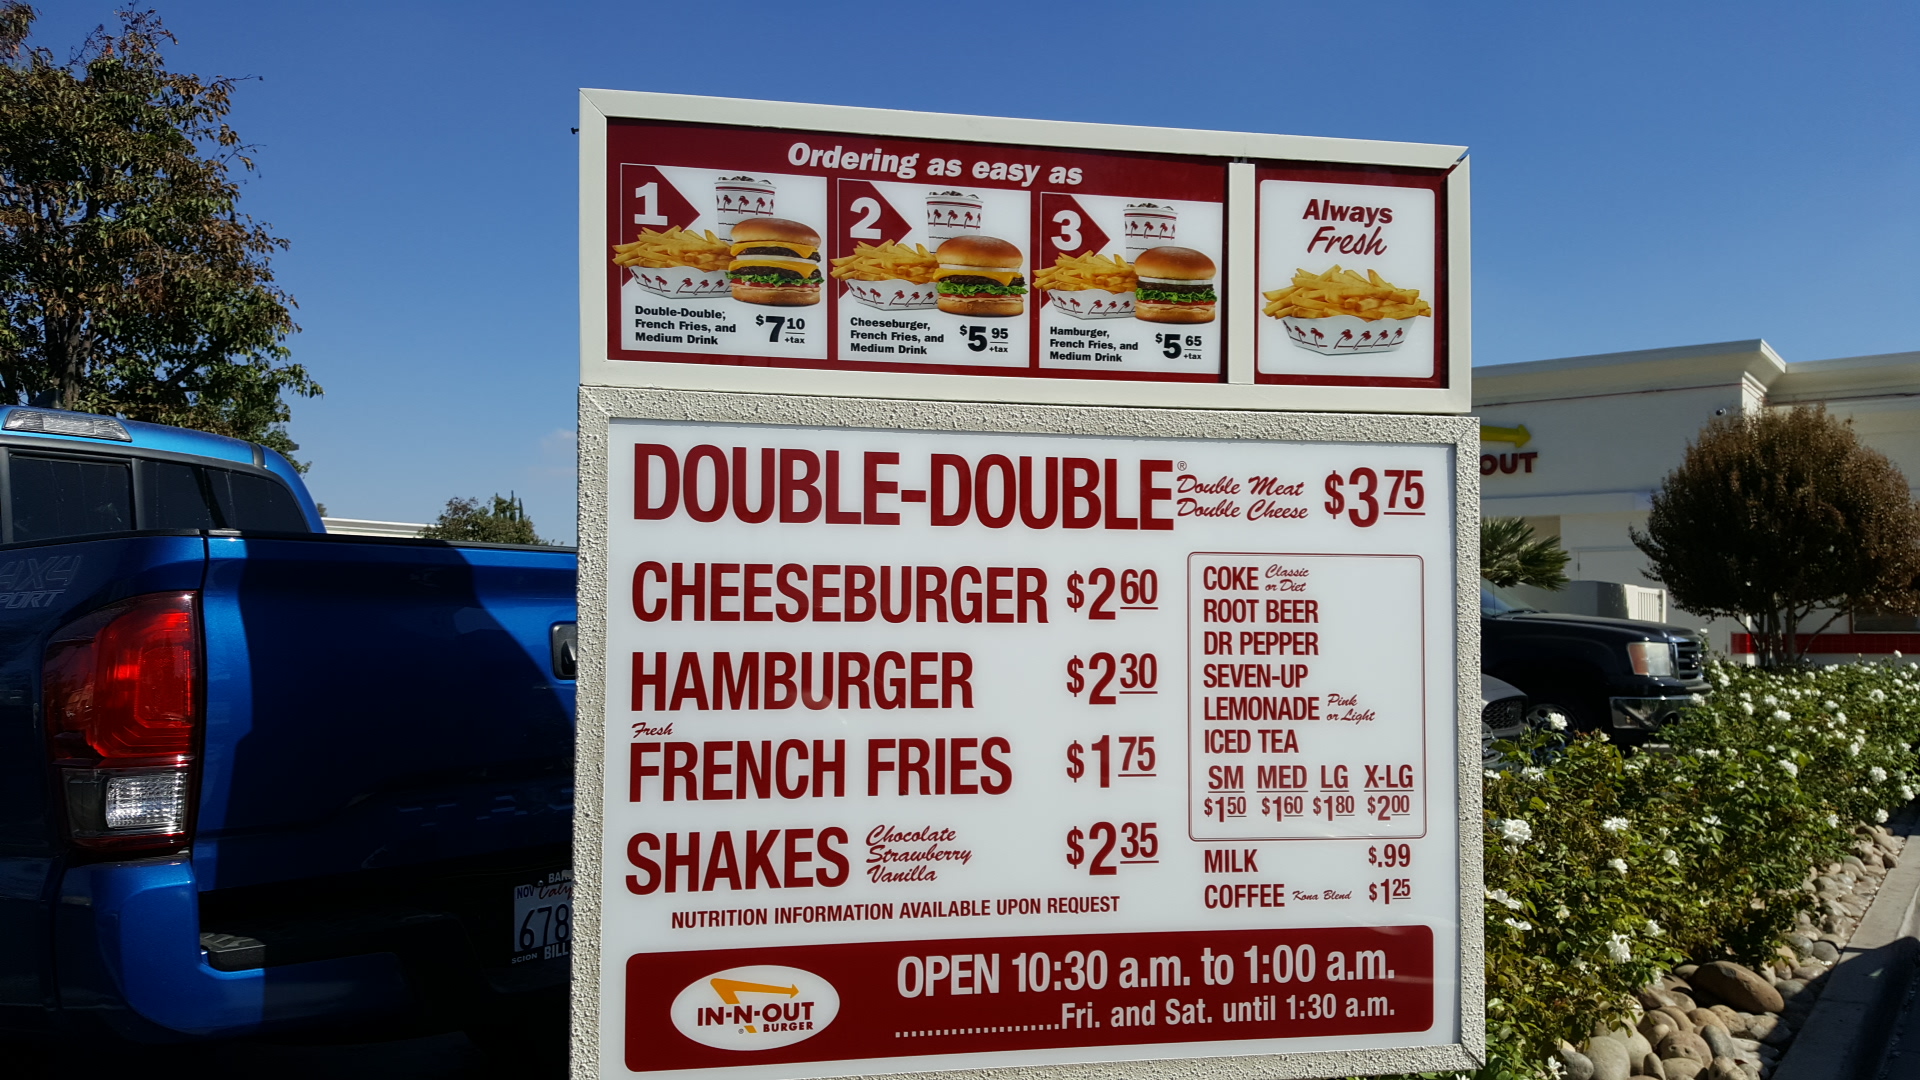 Ordering as easy as
1
Double-Double,
French Fries, and
Medium Drink
$7 10
+tax
2
Cheeseburger,
French Fries, and
Medium Drink
$5 95
+tax
3
Hamburger,
French Fries, and
Medium Drink
$5 65
+tax
Always
Fresh
DOUBLE-DOUBLE® Double Meat Double Cheese $3 75
CHEESEBURGER $2 60
HAMBURGER $2 30
Fresh
FRENCH FRIES $1 75
SHAKES Chocolate Strawberry Vanilla $2 35
NUTRITION INFORMATION AVAILABLE UPON REQUEST
COKE Classic or Diet
ROOT BEER
DR PEPPER
SEVEN-UP
LEMONADE Pink or Light
ICED TEA
SM MED LG X-LG
$1 50 $1 60 $1 80 $2 00
MILK $.99
COFFEE Kona Blend $1 25
IN-N-OUT
® BURGER
OPEN 10:30 a.m. to 1:00 a.m.
.....................Fri. and Sat. until 1:30 a.m.
OUT
4X4
PORT
NOV
678
SCION BILL